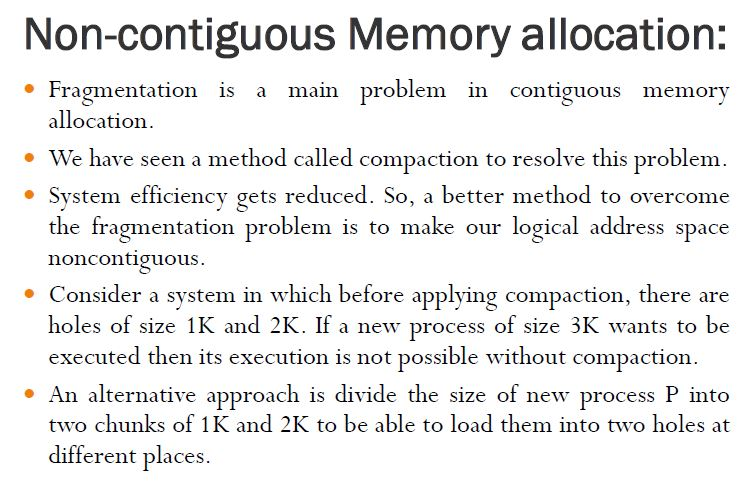 Non-contiguous Memory allocation:
• Fragmentation is a main problem in contiguous memory
allocation.
• We have seen a method called compaction to resolve this problem.
• System efficiency gets reduced. So, a better method to overcome
the fragmentation problem is to make our logical address space
noncontiguous.
• Consider a system in which before applying compaction, there are
holes of size 1K and 2K. If a new process of size 3K wants to be
executed then its execution is not possible without compaction.
• An alternative approach is divide the size of new process P into
two chunks of 1K and 2K to be able to load them into two holes at
different places.